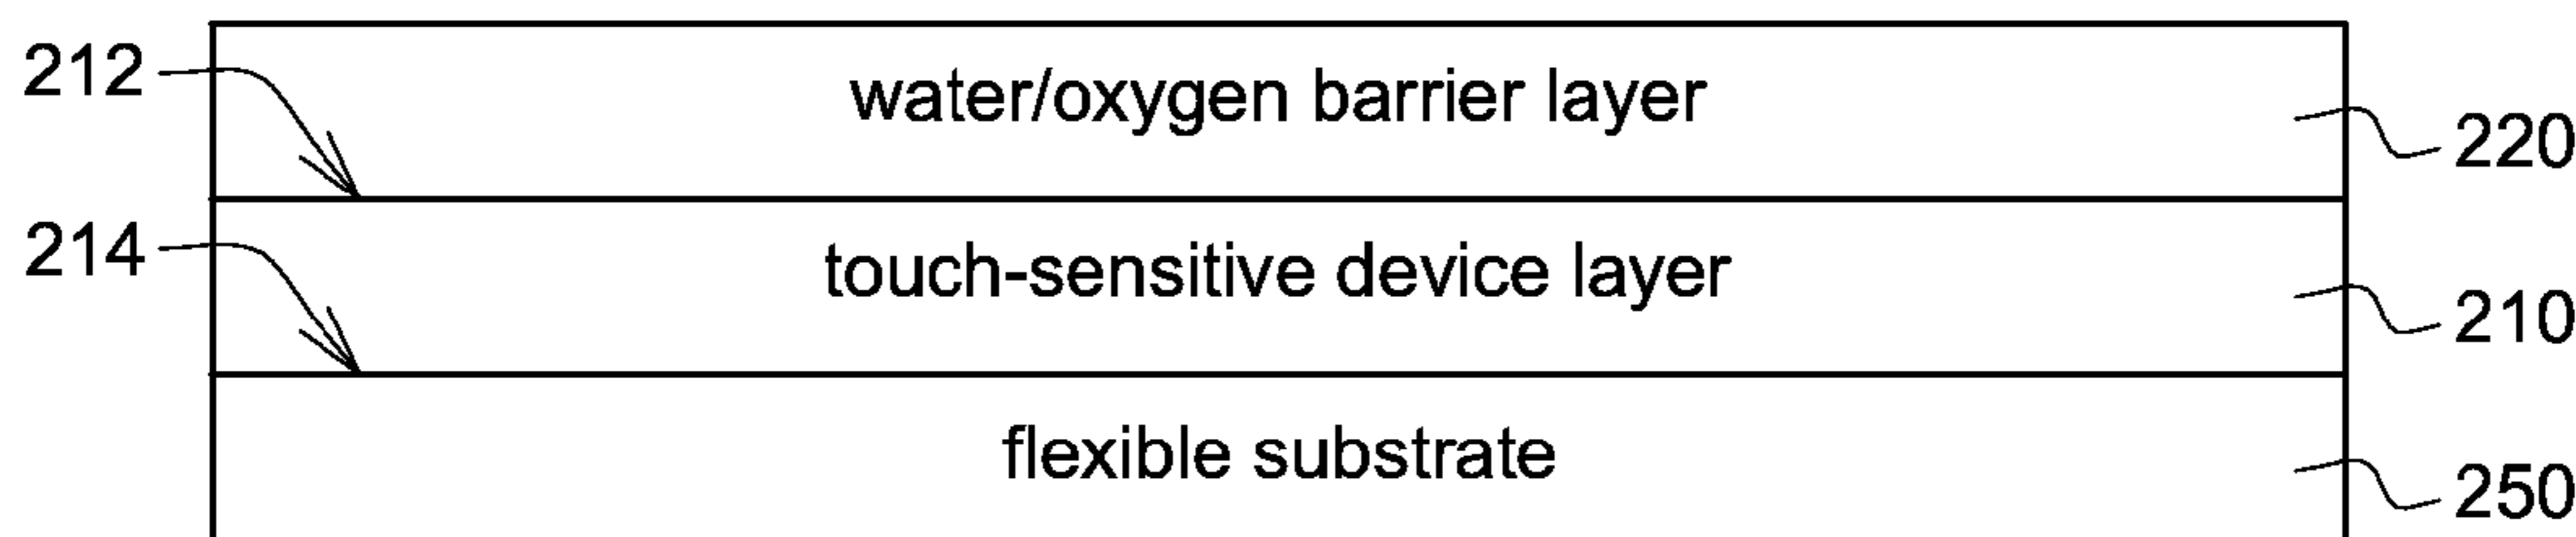 212
water/oxygen barrier layer
220
214
touch-sensitive device layer
210
flexible substrate
250